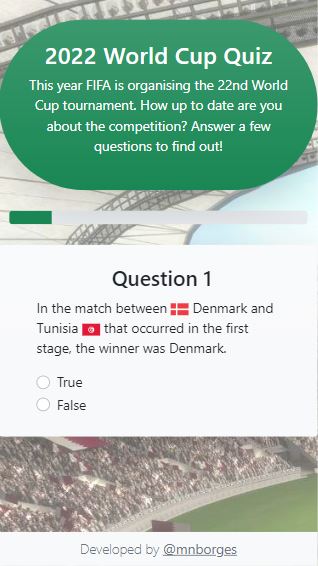 2022 World Cup Quiz
This year FIFA is organising the 22nd World
Cup tournament. How up to date are you
about the competition? Answer a few
questions to find out!
Question 1
In the match between Denmark and
Tunisia that occurred in the first
stage, the winner was Denmark.
True
False
Developed by @mnborges